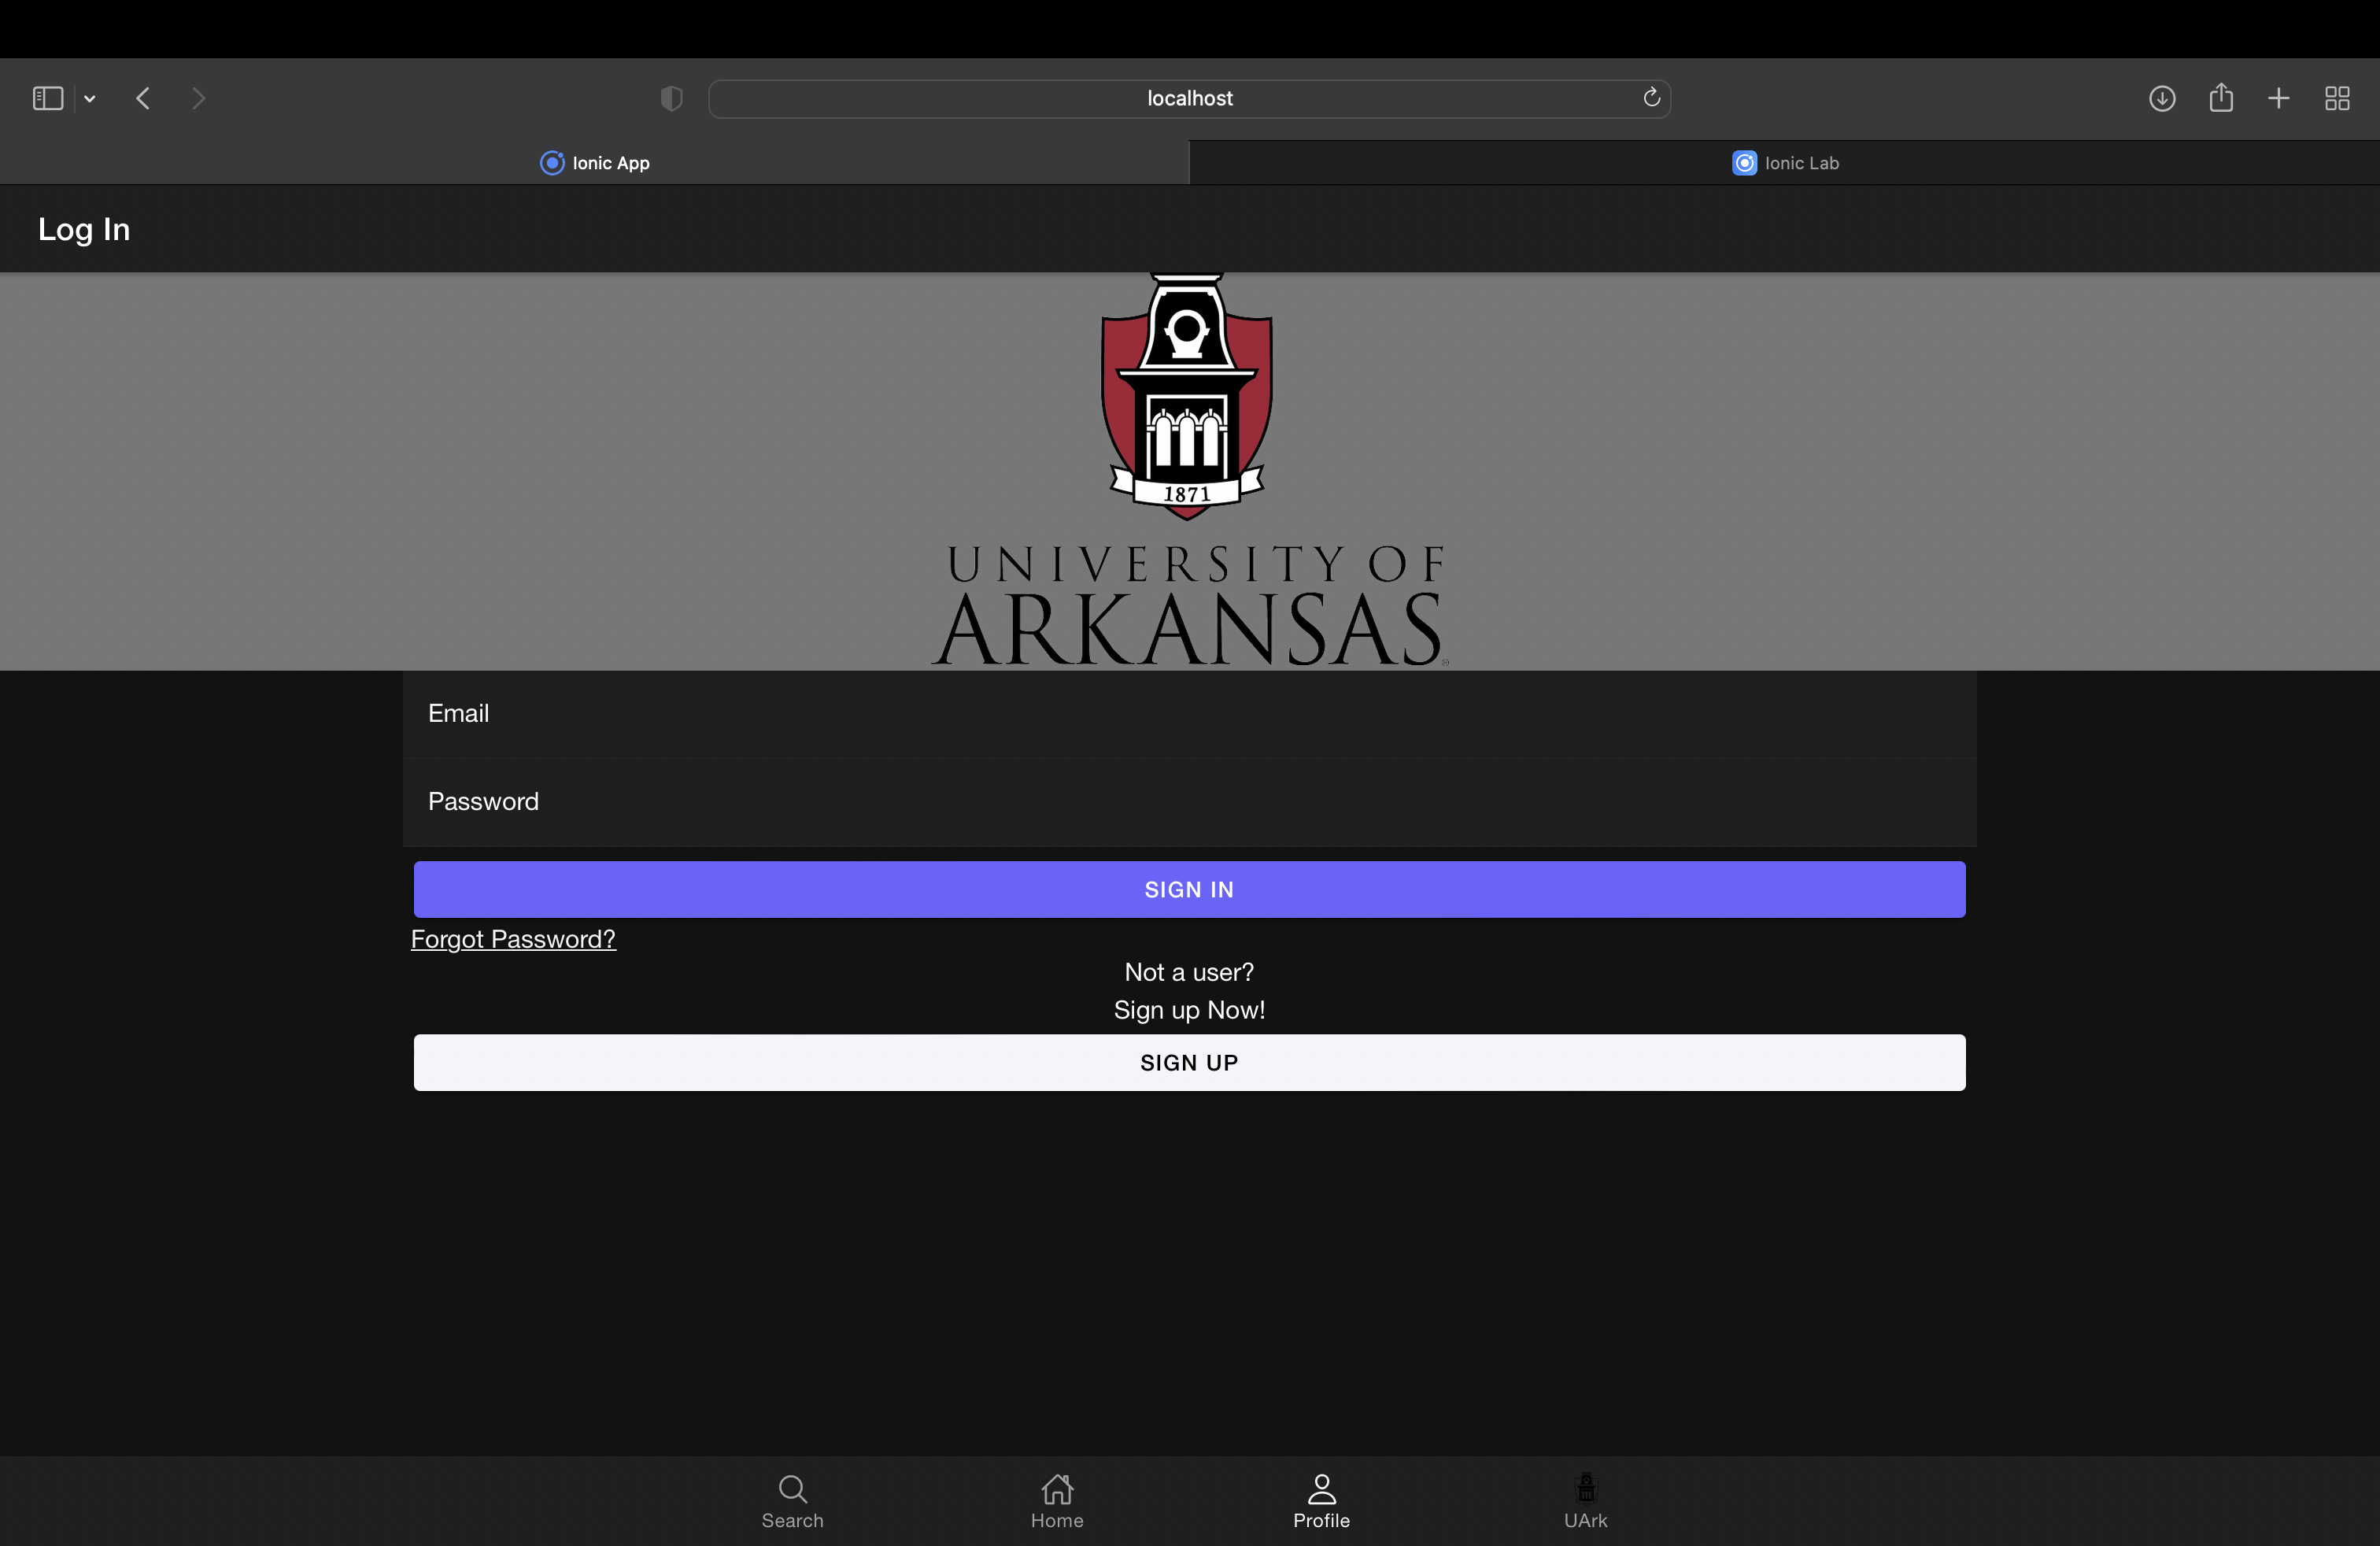 localhost
Ionic App
Ionic Lab
Log In
1871
UNIVERSITY OF
ARKANSAS®
Email
Password
SIGN IN
Forgot Password?
Not a user?
Sign up Now!
SIGN UP
Search
Home
Profile
UArk